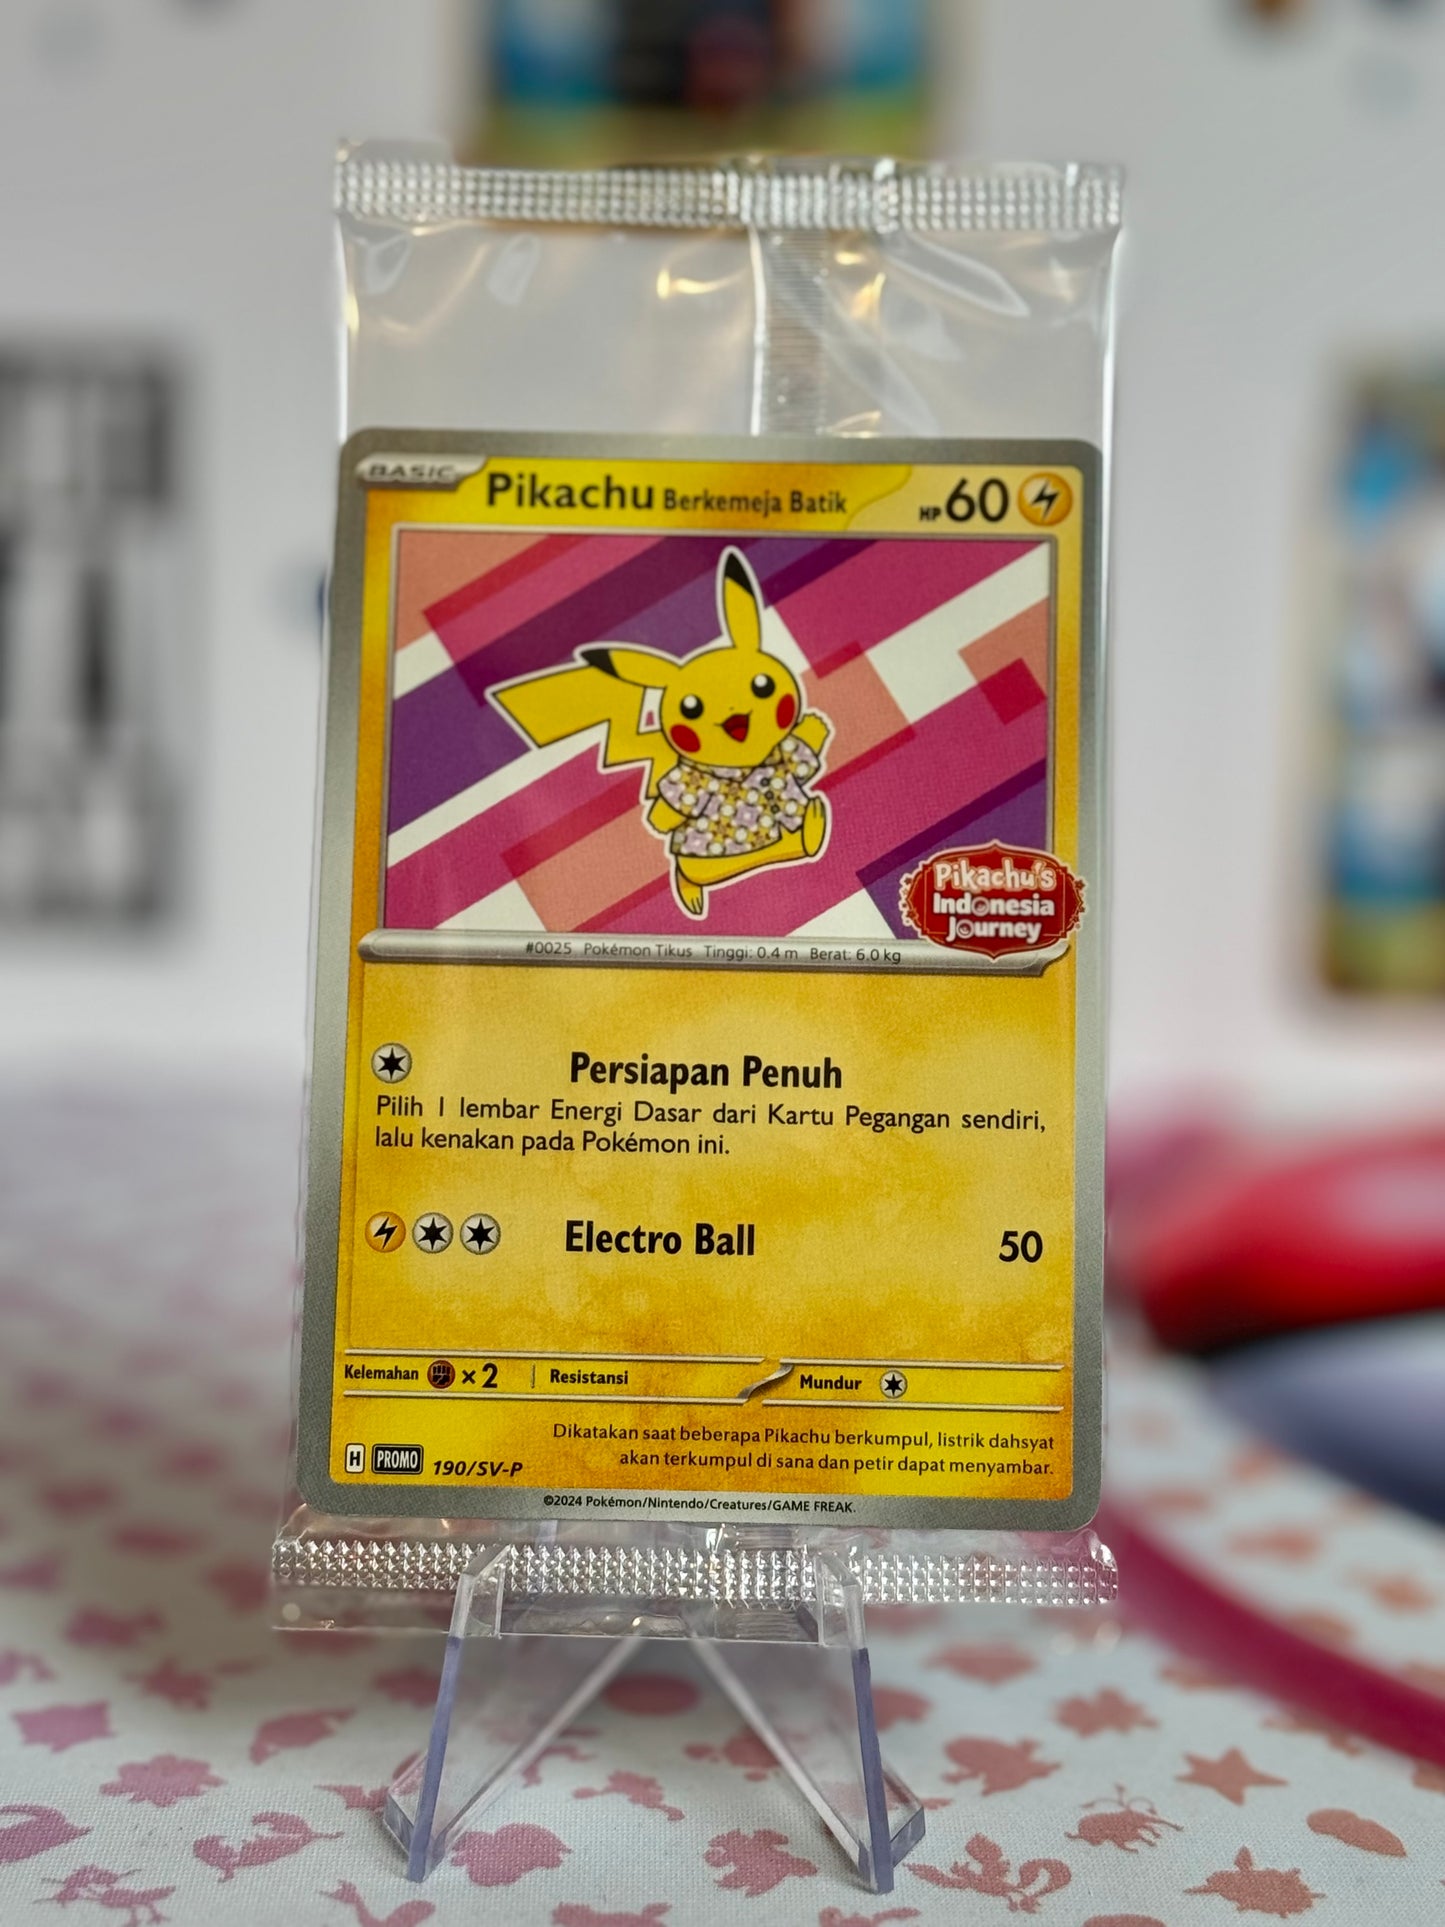 BASIC
Pikachu Berkemeja Batik HP 60
Pikachu's
Indonesia
Journey
#0025 Pokémon Tikus Tinggi: 0.4 m Berat: 6.0 kg
Persiapan Penuh
Pilih 1 lembar Energi Dasar dari Kartu Pegangan sendiri,
lalu kenakan pada Pokémon ini.
Electro Ball 50
Kelemahan ×2 Resistansi Mundur
Dikatakan saat beberapa Pikachu berkumpul, listrik dahsyat
akan terkumpul di sana dan petir dapat menyambar.
H PROMO 190/SV-P
©2024 Pokémon/Nintendo/Creatures/GAME FREAK.